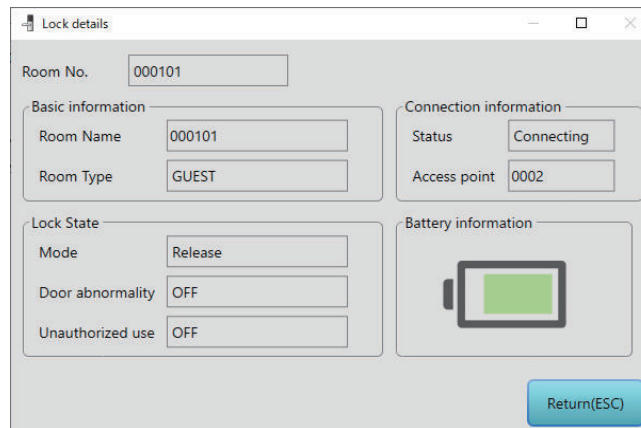 Lock details
Room No. 000101
Basic information
Room Name 000101
Room Type GUEST
Connection information
Status Connecting
Access point 0002
Lock State
Mode Release
Door abnormality OFF
Unauthorized use OFF
Battery information
Return(ESC)